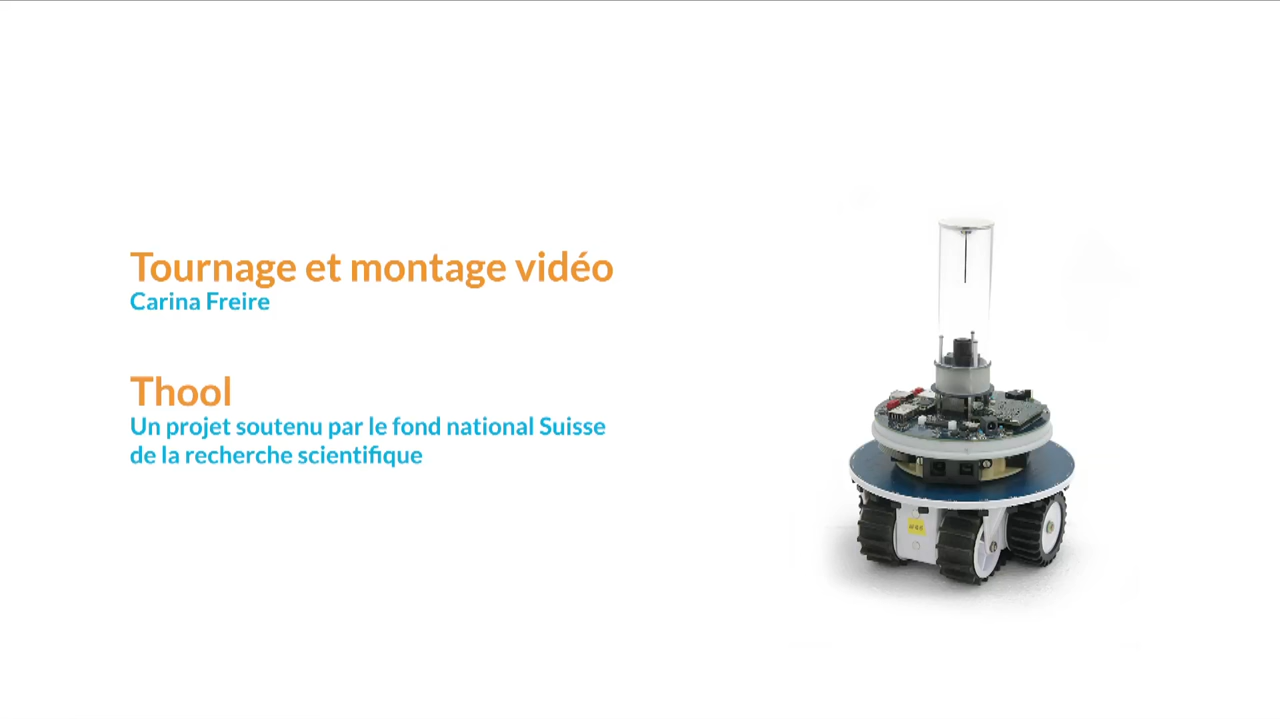 Tournage et montage vidéo
Carina Freire
Thool
Un projet soutenu par le fond national Suisse
de la recherche scientifique